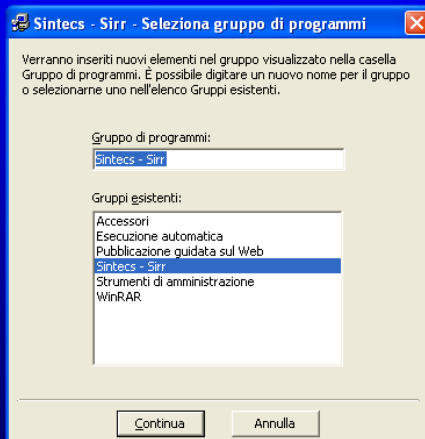 Sintecs - Sirr - Seleziona gruppo di programmi
Verranno inseriti nuovi elementi nel gruppo visualizzato nella casella
Gruppo di programmi. È possibile digitare un nuovo nome per il gruppo
o selezionarne uno nell'elenco Gruppi esistenti.
Gruppo di programmi:
Sintecs - Sirr
Gruppi esistenti:
Accessori
Esecuzione automatica
Pubblicazione guidata sul Web
Sintecs - Sirr
Strumenti di amministrazione
WinRAR
Continua
Annulla